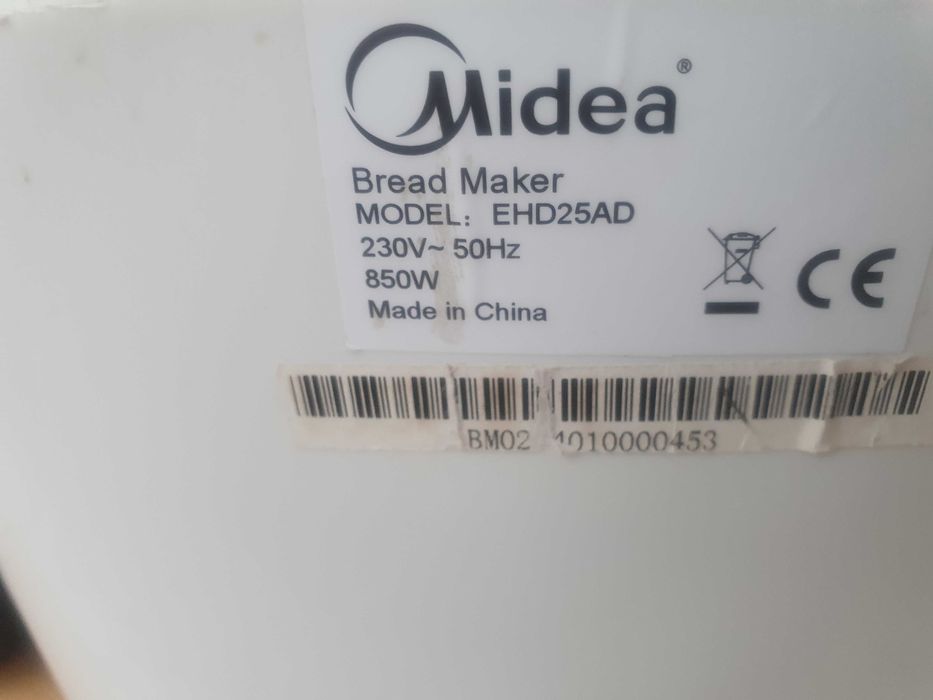 Midea®
Bread Maker
MODEL: EHD25AD
230V~ 50Hz
850W
Made in China
CE
BM02 1010000453